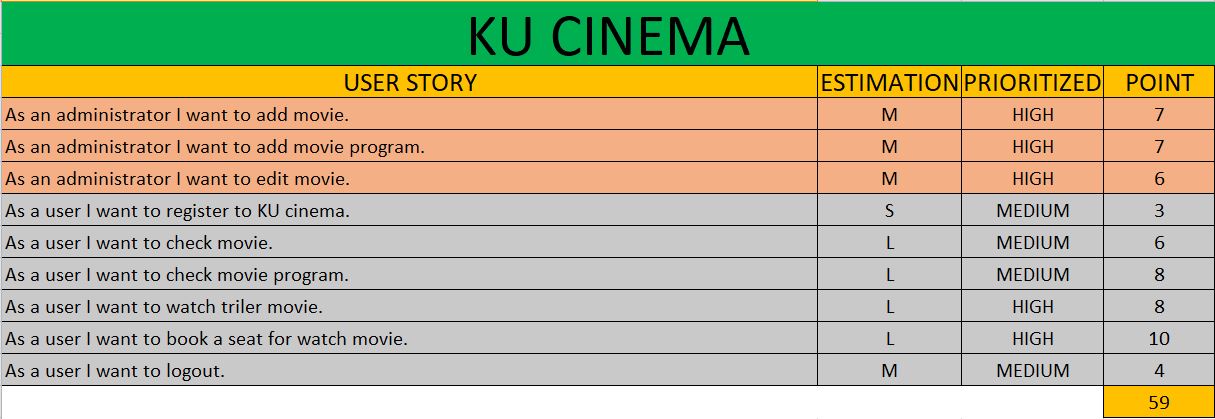 KU CINEMA
USER STORY ESTIMATION PRIORITIZED POINT
As an administrator I want to add movie. M HIGH 7
As an administrator I want to add movie program. M HIGH 7
As an administrator I want to edit movie. M HIGH 6
As a user I want to register to KU cinema. S MEDIUM 3
As a user I want to check movie. L MEDIUM 6
As a user I want to check movie program. L MEDIUM 8
As a user I want to watch triler movie. L HIGH 8
As a user I want to book a seat for watch movie. L HIGH 10
As a user I want to logout. M MEDIUM 4
59